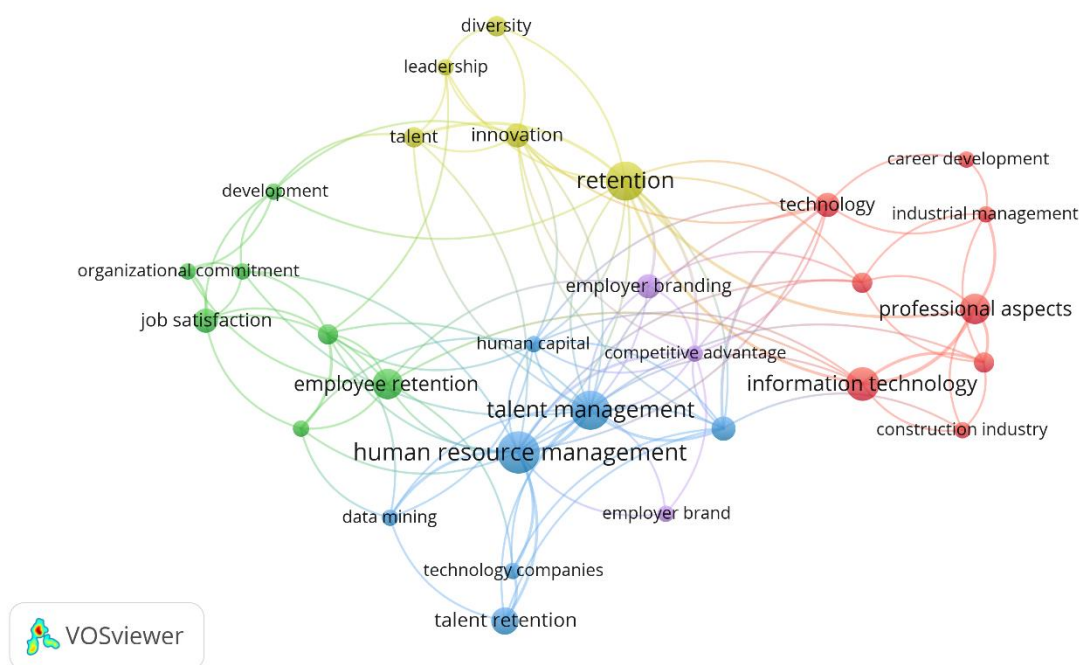 diversity
leadership
talent
innovation
retention
career development
development
technology
industrial management
organizational commitment
employer branding
job satisfaction
professional aspects
human capital
competitive advantage
employee retention
information technology
talent management
construction industry
human resource management
data mining
employer brand
technology companies
talent retention
VOSviewer